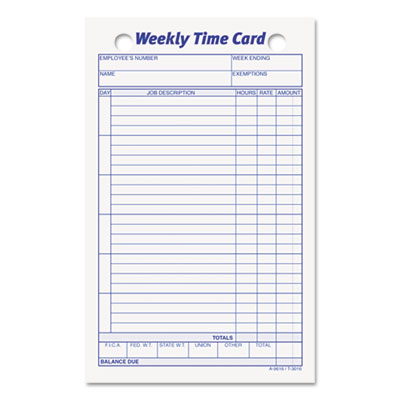 Weekly Time Card
EMPLOYEE'S NUMBER WEEK ENDING
NAME EXEMPTIONS
DAY JOB DESCRIPTION HOURS RATE AMOUNT
TOTALS
F.I.C.A. FED. W.T. STATE W.T. UNION OTHER TOTAL
BALANCE DUE